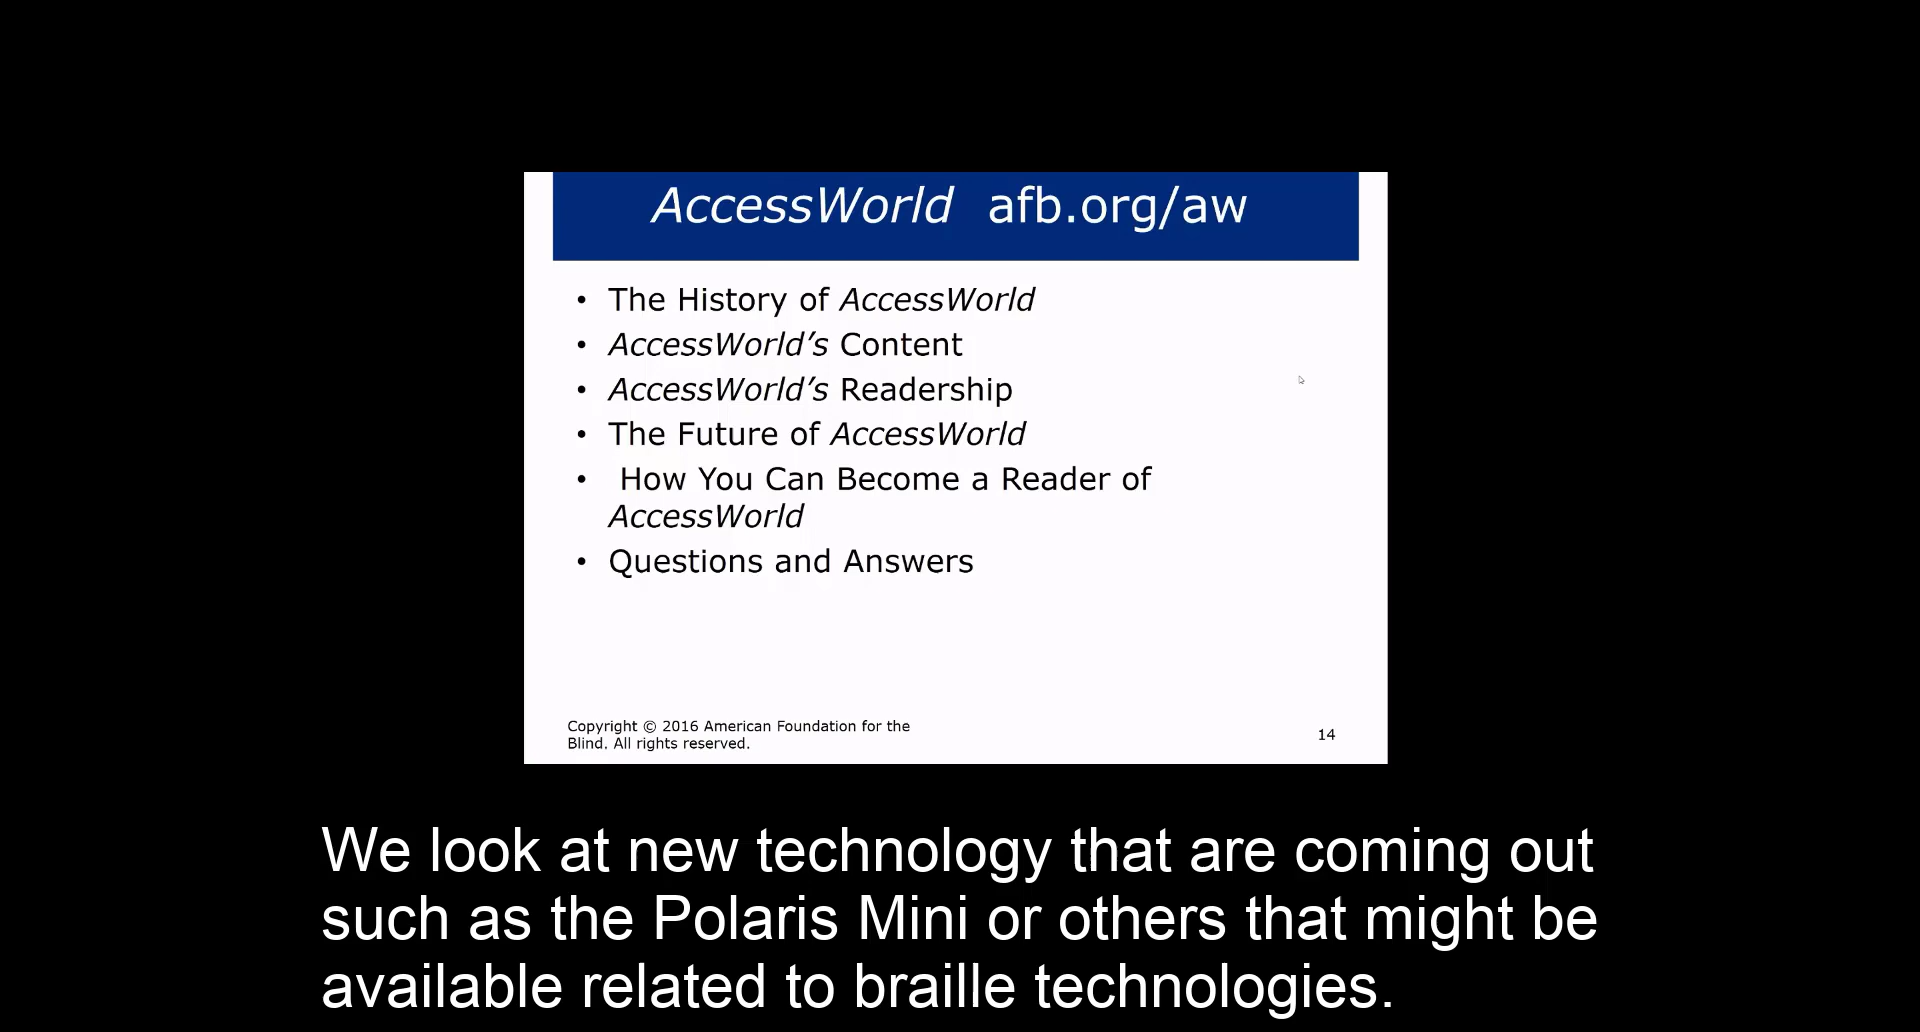 AccessWorld afb.org/aw
• The History of AccessWorld
• AccessWorld’s Content
• AccessWorld’s Readership
• The Future of AccessWorld
• How You Can Become a Reader of
AccessWorld
• Questions and Answers
Copyright © 2016 American Foundation for the
Blind. All rights reserved.
14
We look at new technology that are coming out
such as the Polaris Mini or others that might be
available related to braille technologies.